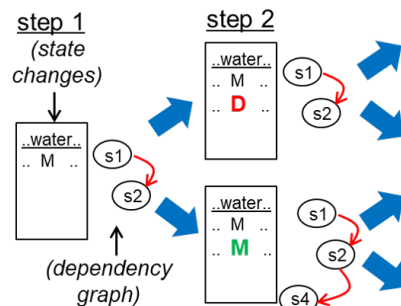 step 1
(state
changes)
..water..
.. M ..
s1
s2
(dependency
graph)
step 2
..water..
.. M ..
.. D ..
s1
s2
..water..
.. M ..
.. M ..
s1
s2
s4